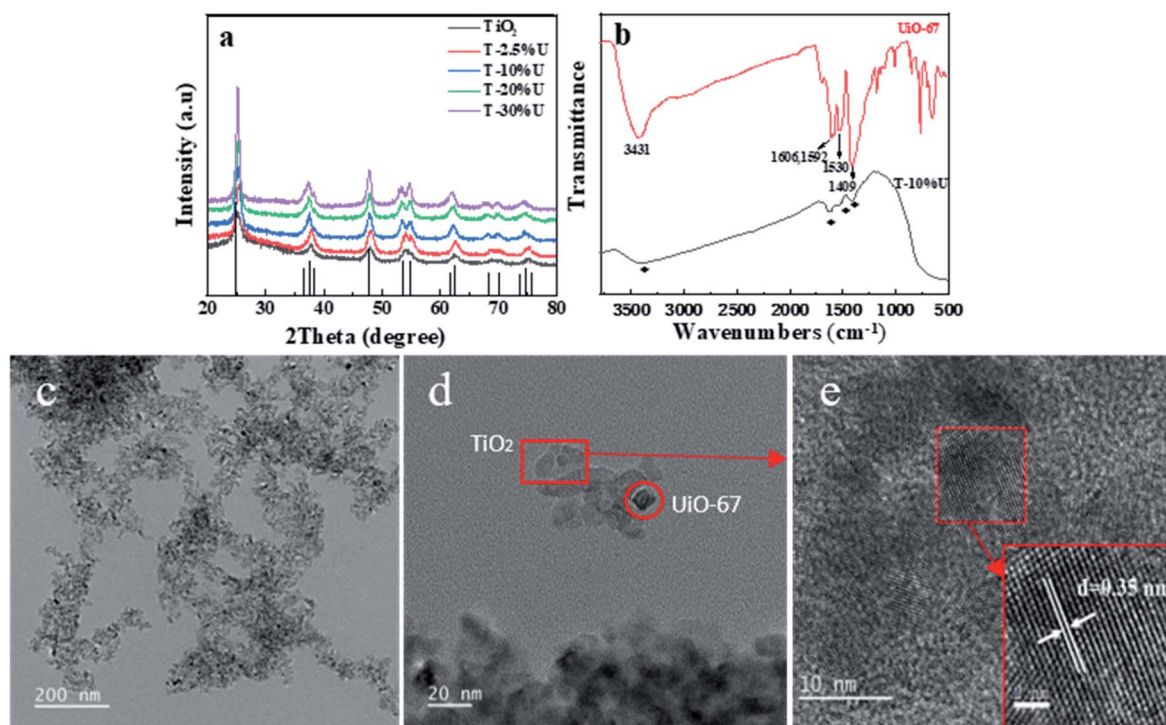 a
TiO₂
T-2.5%U
T-10%U
T-20%U
T-30%U
Intensity (a.u)
20 30 40 50 60 70 80
2Theta (degree)
b
UiO-67
3431
1606,1592
1530
1409
T-10%U
Transmittance
3500 3000 2500 2000 1500 1000 500
Wavenumbers (cm⁻¹)
c
200 nm
d
TiO₂
UiO-67
20 nm
e
d=0.35 nm
10 nm